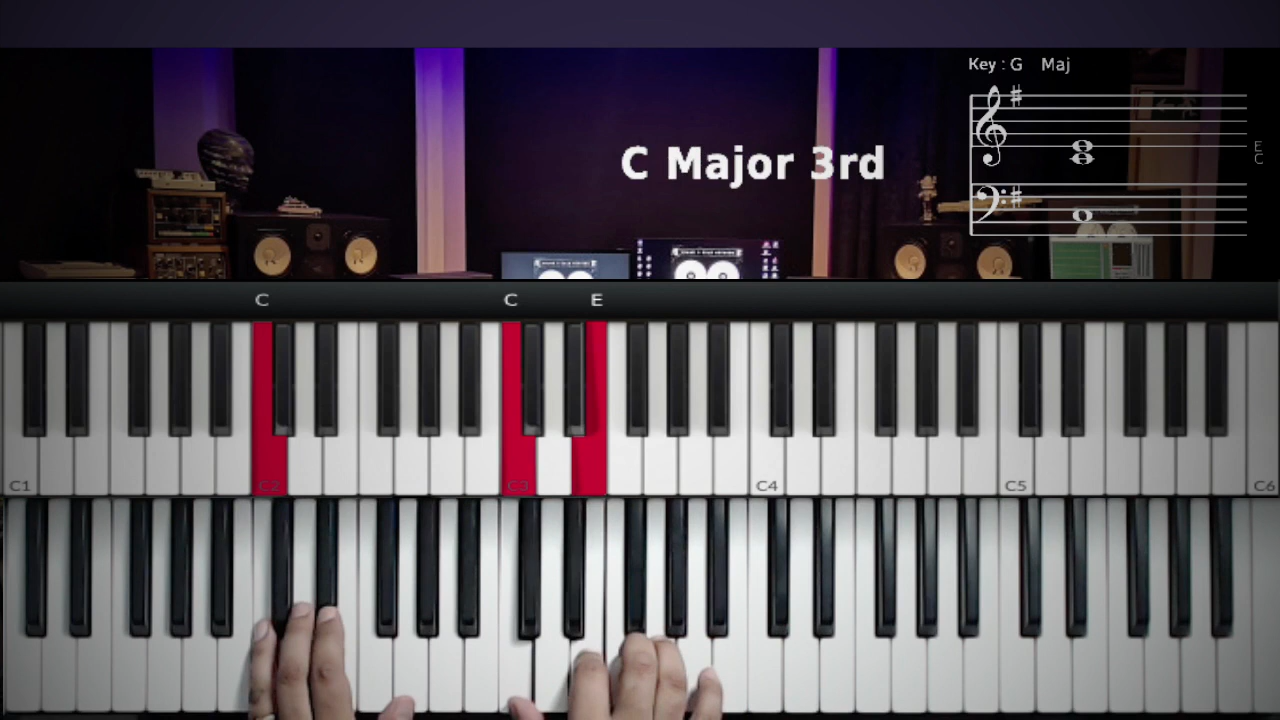 Key : G Maj
C Major 3rd
E
C
C C E
C1 C2 C3 C4 C5 C6